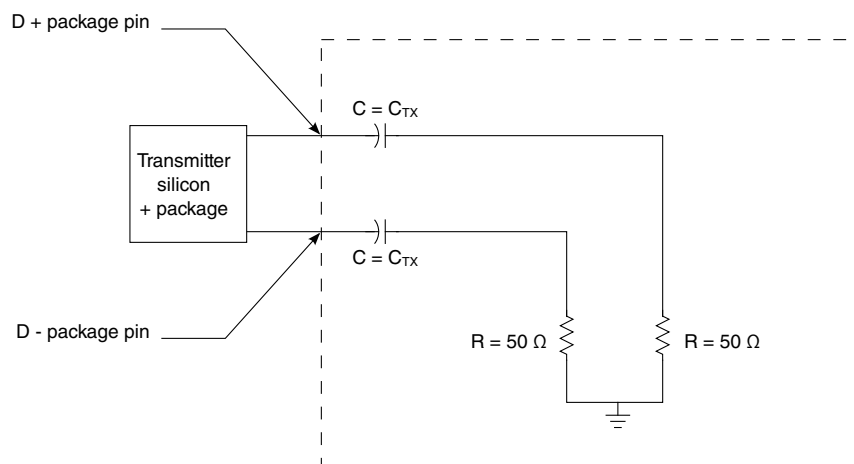 D + package pin
C = CTX
Transmitter
silicon
+ package
C = CTX
D - package pin
R = 50 Ω
R = 50 Ω